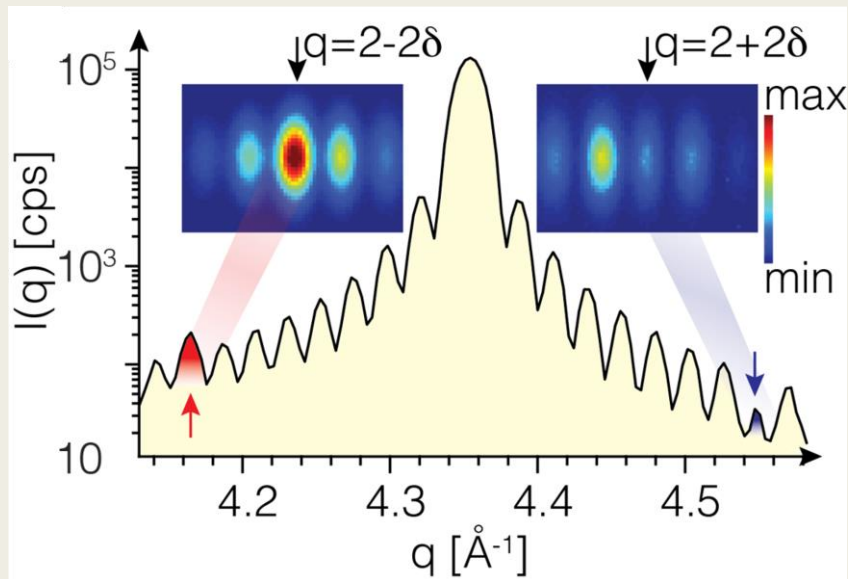 q=2-2δ
q=2+2δ
10⁵
max
I(q) [cps]
10³
min
10
4.2
4.3
4.4
4.5
q [Å⁻¹]